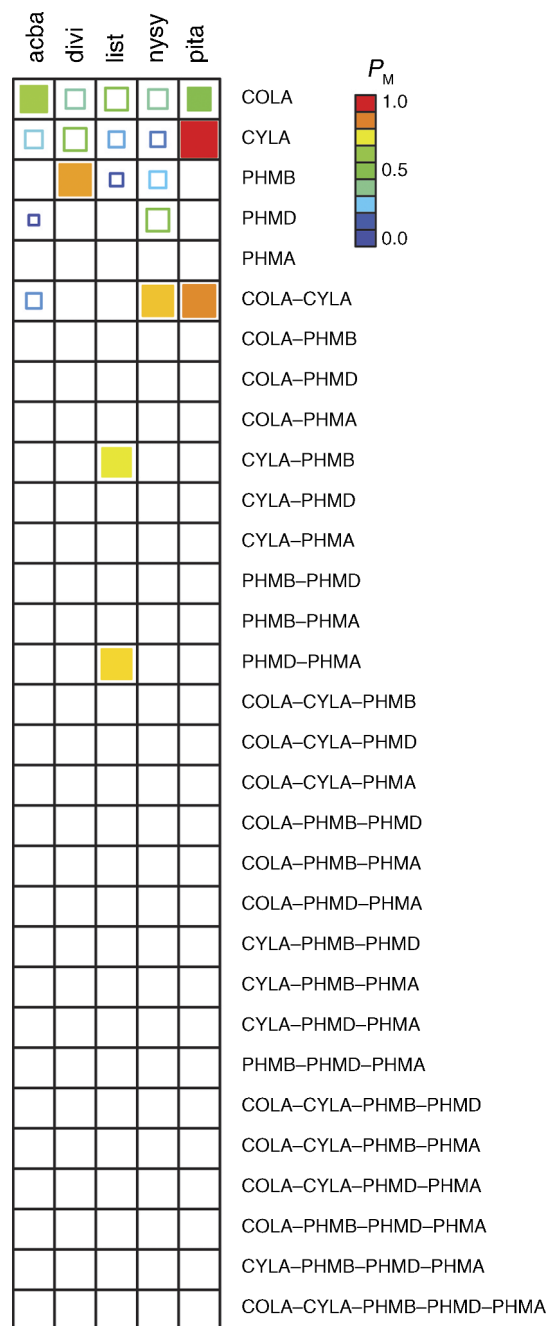 acba divi list nysy pita
P_M
1.0
0.5
0.0
COLA
CYLA
PHMB
PHMD
PHMA
COLA–CYLA
COLA–PHMB
COLA–PHMD
COLA–PHMA
CYLA–PHMB
CYLA–PHMD
CYLA–PHMA
PHMB–PHMD
PHMB–PHMA
PHMD–PHMA
COLA–CYLA–PHMB
COLA–CYLA–PHMD
COLA–CYLA–PHMA
COLA–PHMB–PHMD
COLA–PHMB–PHMA
COLA–PHMD–PHMA
CYLA–PHMB–PHMD
CYLA–PHMB–PHMA
CYLA–PHMD–PHMA
PHMB–PHMD–PHMA
COLA–CYLA–PHMB–PHMD
COLA–CYLA–PHMB–PHMA
COLA–CYLA–PHMD–PHMA
COLA–PHMB–PHMD–PHMA
CYLA–PHMB–PHMD–PHMA
COLA–CYLA–PHMB–PHMD–PHMA